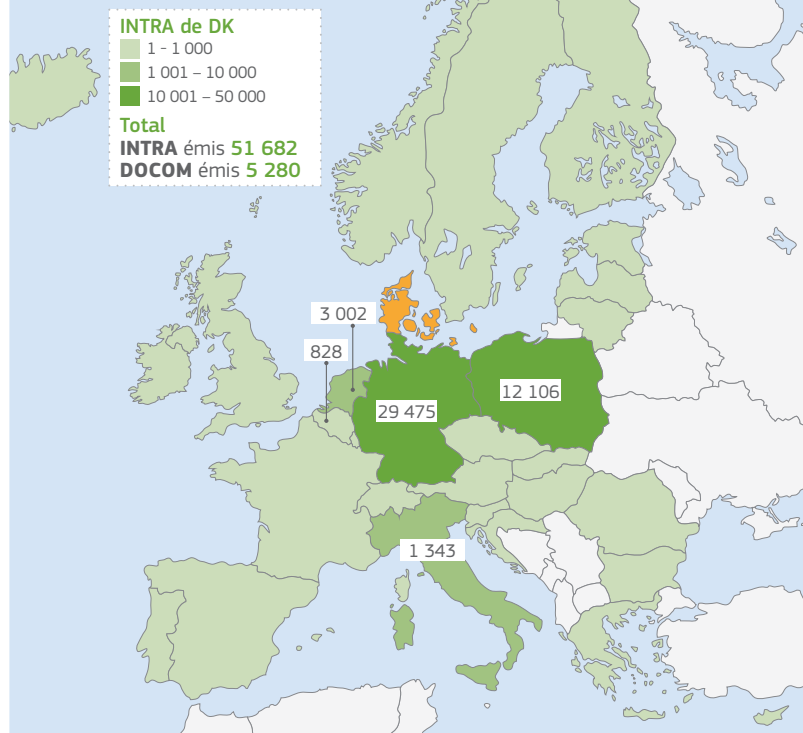 INTRA de DK
1 - 1 000
1 001 – 10 000
10 001 – 50 000
Total
INTRA émis 51 682
DOCOM émis 5 280
3 002
828
29 475
12 106
1 343